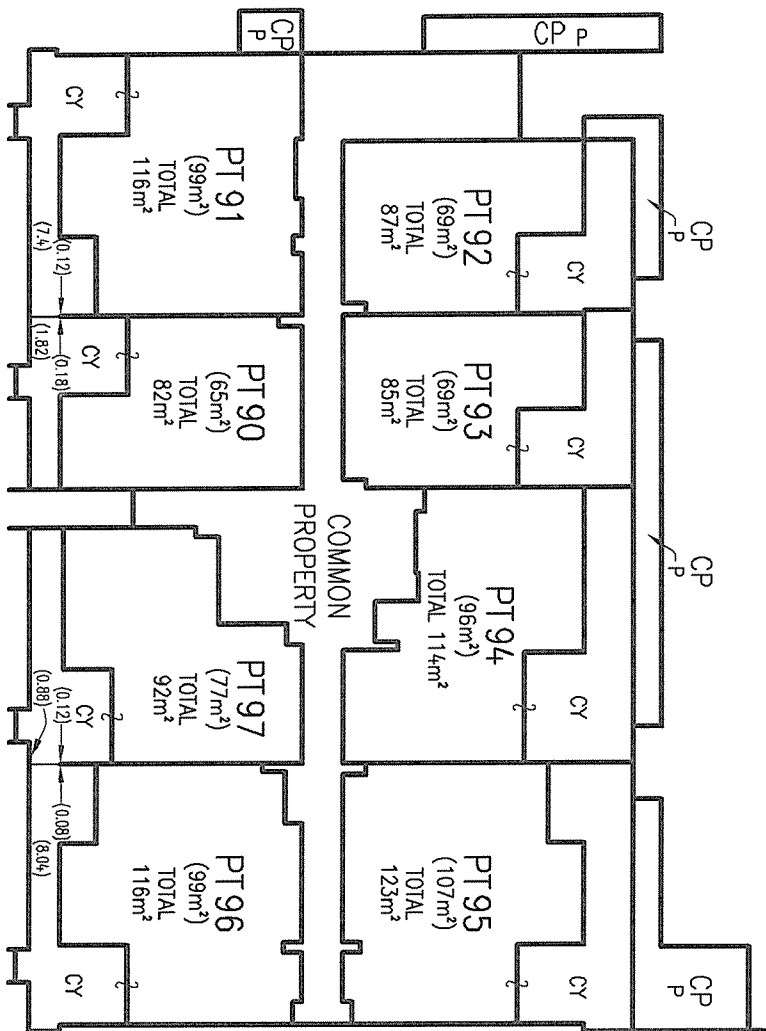 CP P
CP
P
CP
P
CP
P
CP
P
CY
PT 91
(99m²)
TOTAL
116m²
(7.4)
(0.12)
PT 92
(69m²)
TOTAL
87m²
CY
CY
(1.82)
(0.18)
PT 90
(65m²)
TOTAL
82m²
PT 93
(69m²)
TOTAL
85m²
CY
COMMON
PROPERTY
PT 94
(96m²)
TOTAL 114m²
CY
PT 97
(77m²)
TOTAL
92m²
CY
(0.12)
(0.88)
(0.08)
(8.04)
PT 96
(99m²)
TOTAL
116m²
CY
PT 95
(107m²)
TOTAL
123m²
CY